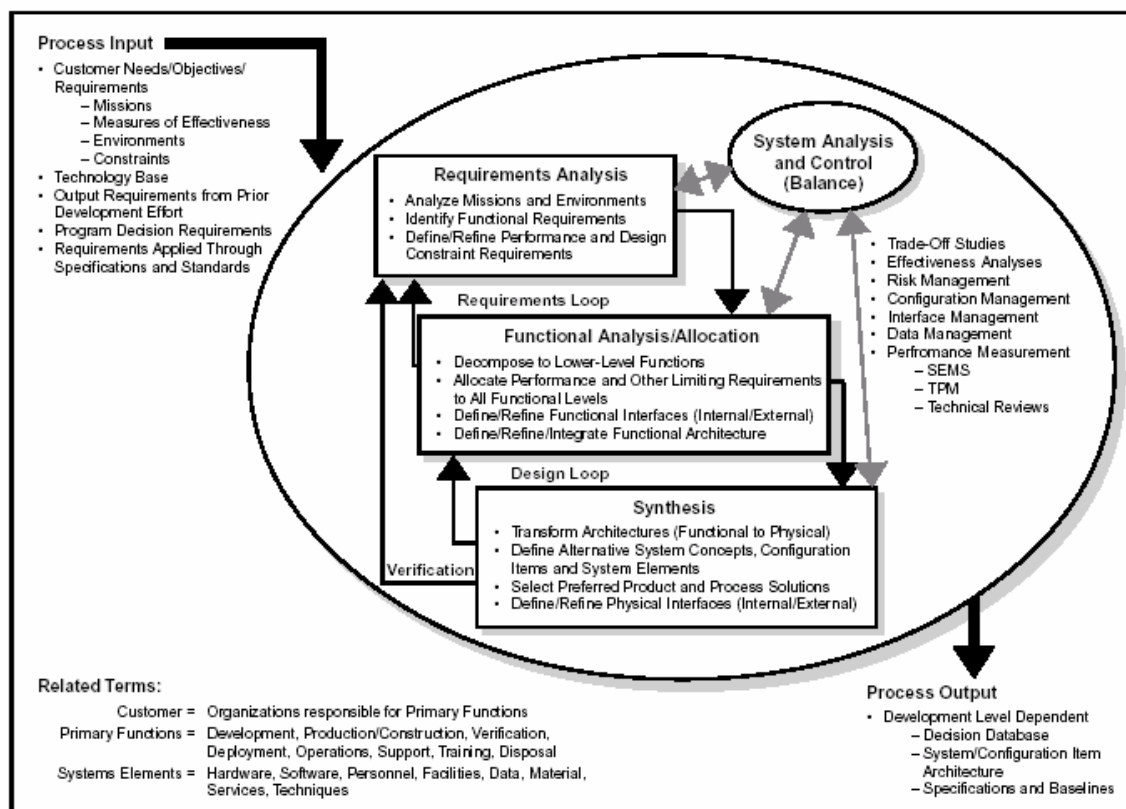 Process Input
• Customer Needs/Objectives/
Requirements
– Missions
– Measures of Effectiveness
– Environments
– Constraints
• Technology Base
• Output Requirements from Prior
Development Effort
• Program Decision Requirements
• Requirements Applied Through
Specifications and Standards
System Analysis
and Control
(Balance)
Requirements Analysis
• Analyze Missions and Environments
• Identify Functional Requirements
• Define/Refine Performance and Design
Constraint Requirements
• Trade-Off Studies
• Effectiveness Analyses
• Risk Management
• Configuration Management
• Interface Management
• Data Management
• Perfromance Measurement
– SEMS
– TPM
– Technical Reviews
Requirements Loop
Functional Analysis/Allocation
• Decompose to Lower-Level Functions
• Allocate Performance and Other Limiting Requirements
to All Functional Levels
• Define/Refine Functional Interfaces (Internal/External)
• Define/Refine/Integrate Functional Architecture
Design Loop
Synthesis
• Transform Architectures (Functional to Physical)
• Define Alternative System Concepts, Configuration
Items and System Elements
• Select Preferred Product and Process Solutions
• Define/Refine Physical Interfaces (Internal/External)
Verification
Related Terms:
Customer = Organizations responsible for Primary Functions
Primary Functions = Development, Production/Construction, Verification,
Deployment, Operations, Support, Training, Disposal
Systems Elements = Hardware, Software, Personnel, Facilities, Data, Material,
Services, Techniques
Process Output
• Development Level Dependent
– Decision Database
– System/Configuration Item
Architecture
– Specifications and Baselines